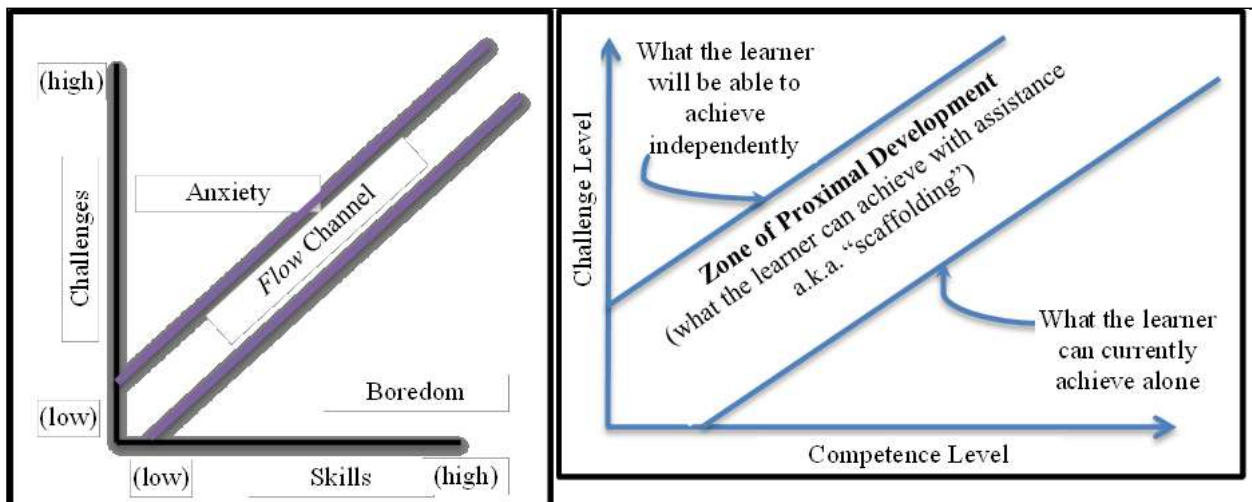 (high)
Challenges
Anxiety
Flow Channel
Boredom
(low)
(low)
Skills
(high)
What the learner
will be able to
achieve
independently
Challenge Level
Zone of Proximal Development
(what the learner can achieve with assistance
a.k.a. “scaffolding”)
What the learner
can currently
achieve alone
Competence Level